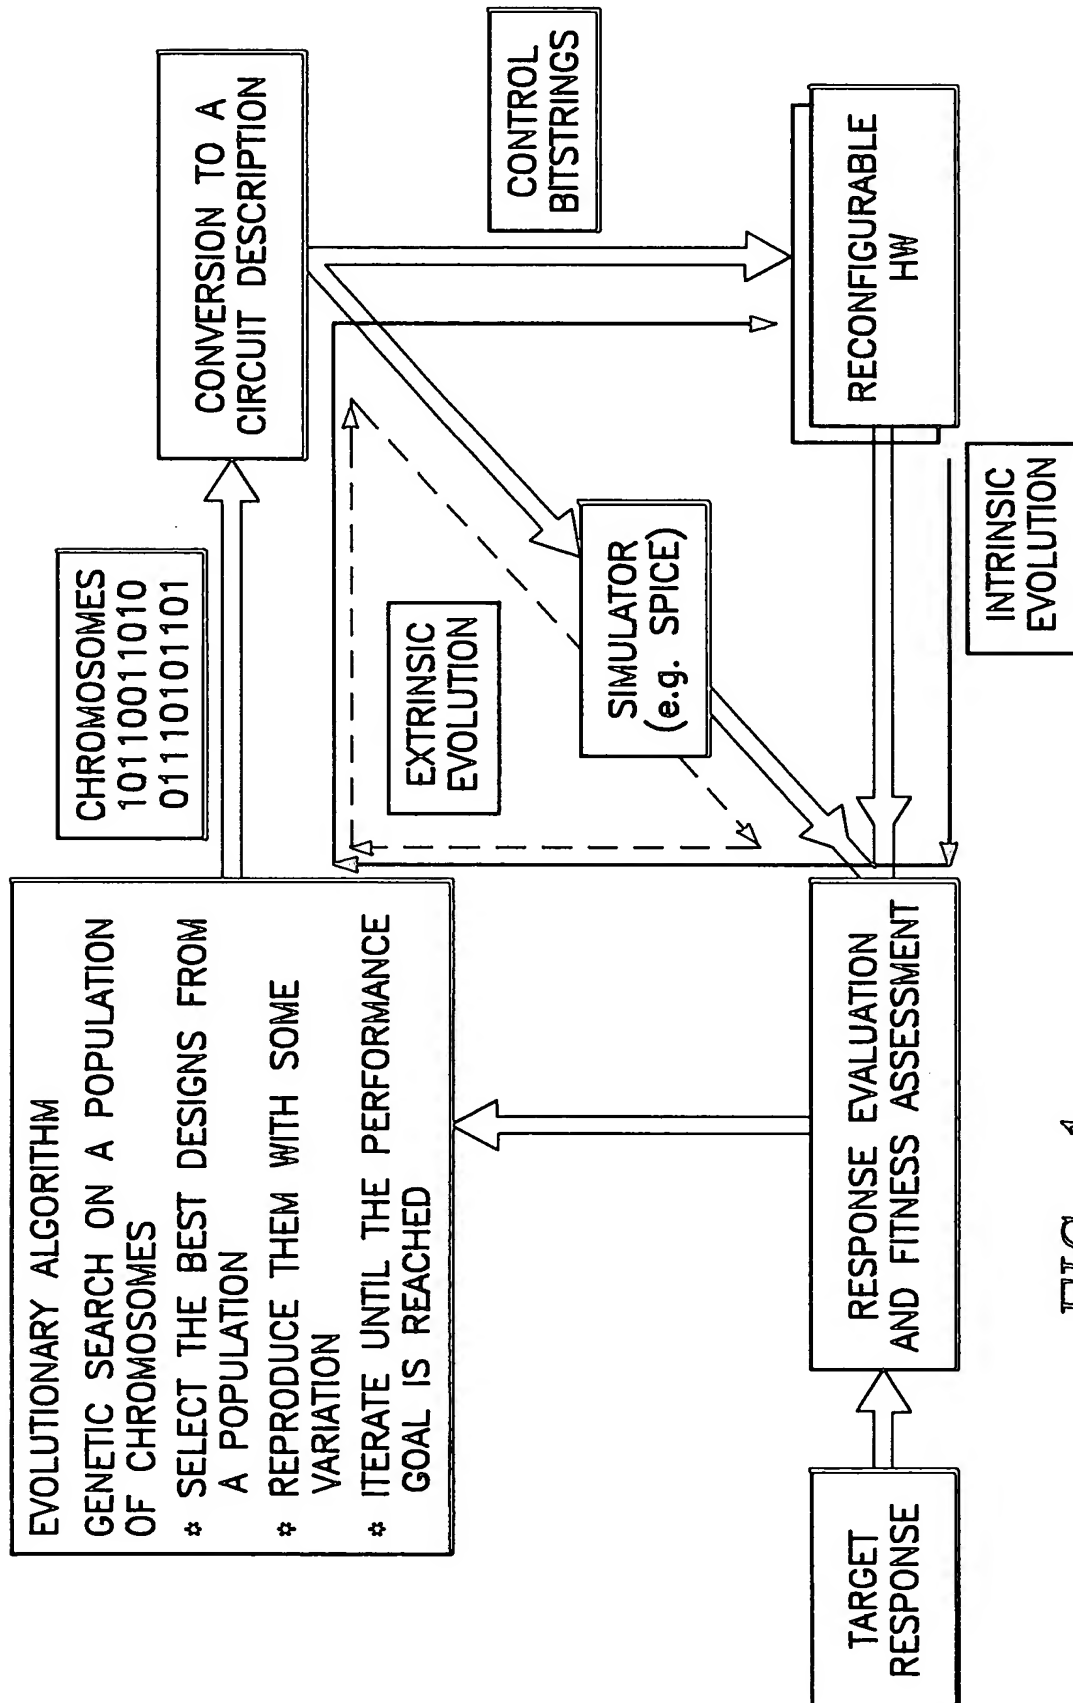 EVOLUTIONARY ALGORITHM
GENETIC SEARCH ON A POPULATION
OF CHROMOSOMES
* SELECT THE BEST DESIGNS FROM
A POPULATION
* REPRODUCE THEM WITH SOME
VARIATION
* ITERATE UNTIL THE PERFORMANCE
GOAL IS REACHED
CHROMOSOMES
10110011010
01110101101
CONVERSION TO A
CIRCUIT DESCRIPTION
CONTROL
BITSTRINGS
EXTRINSIC
EVOLUTION
SIMULATOR
(e.g. SPICE)
TARGET
RESPONSE
RESPONSE EVALUATION
AND FITNESS ASSESSMENT
RECONFIGURABLE
HW
INTRINSIC
EVOLUTION